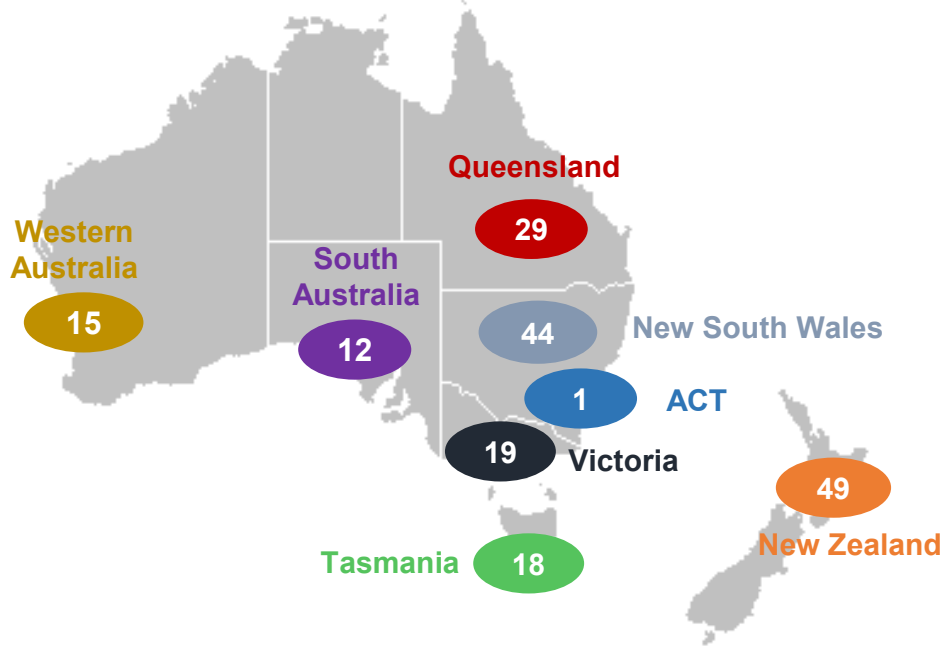 Queensland
29
Western
Australia
15
South
Australia
12
44
New South Wales
1
ACT
19
Victoria
49
New Zealand
Tasmania
18